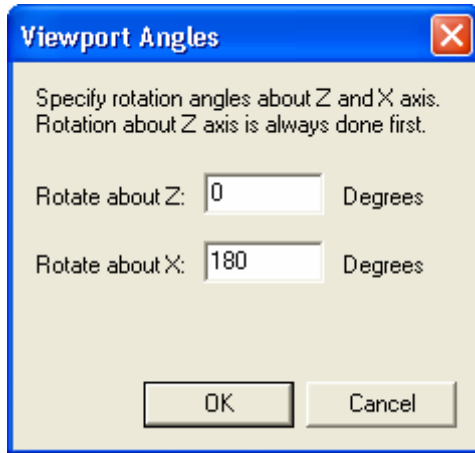 Viewport Angles
Specify rotation angles about Z and X axis.
Rotation about Z axis is always done first.
Rotate about Z: 0 Degrees
Rotate about X: 180 Degrees
OK Cancel